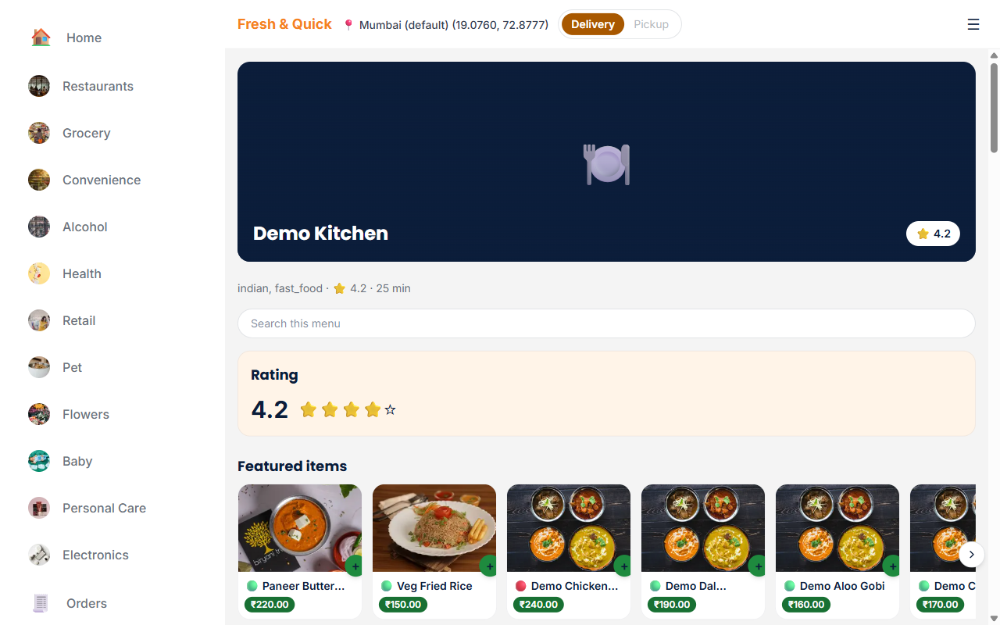 Home
Restaurants
Grocery
Convenience
Alcohol
Health
Retail
Pet
Flowers
Baby
Personal Care
Electronics
Orders
Fresh & Quick
Mumbai (default) (19.0760, 72.8777)
Delivery
Pickup
Demo Kitchen
4.2
indian, fast_food · ⭐ 4.2 · 25 min
Search this menu
Rating
4.2
Featured items
biryani
Paneer Butter...
₹220.00
Veg Fried Rice
₹150.00
Demo Chicken...
₹240.00
Demo Dal...
₹190.00
Demo Aloo Gobi
₹160.00
Demo C
₹170.00